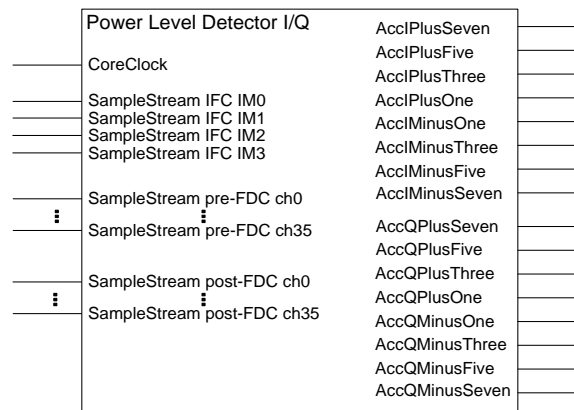 Power Level Detector I/Q
CoreClock
SampleStream IFC IM0
SampleStream IFC IM1
SampleStream IFC IM2
SampleStream IFC IM3
SampleStream pre-FDC ch0
SampleStream pre-FDC ch35
SampleStream post-FDC ch0
SampleStream post-FDC ch35
AccIPlusSeven
AccIPlusFive
AccIPlusThree
AccIPlusOne
AccIMinusOne
AccIMinusThree
AccIMinusFive
AccIMinusSeven
AccQPlusSeven
AccQPlusFive
AccQPlusThree
AccQPlusOne
AccQMinusOne
AccQMinusThree
AccQMinusFive
AccQMinusSeven